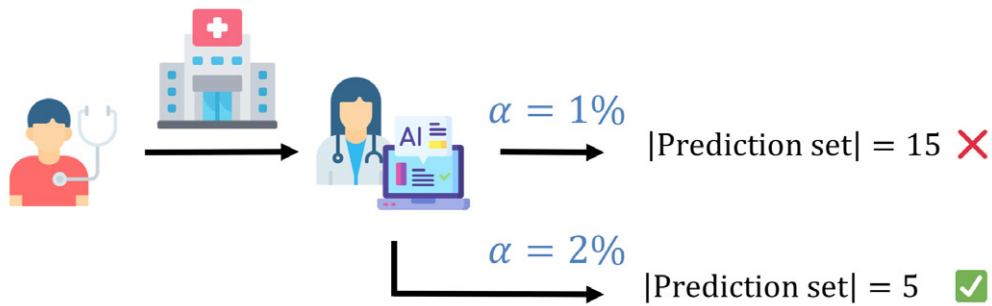 α = 1%
AI
|Prediction set| = 15
α = 2%
|Prediction set| = 5